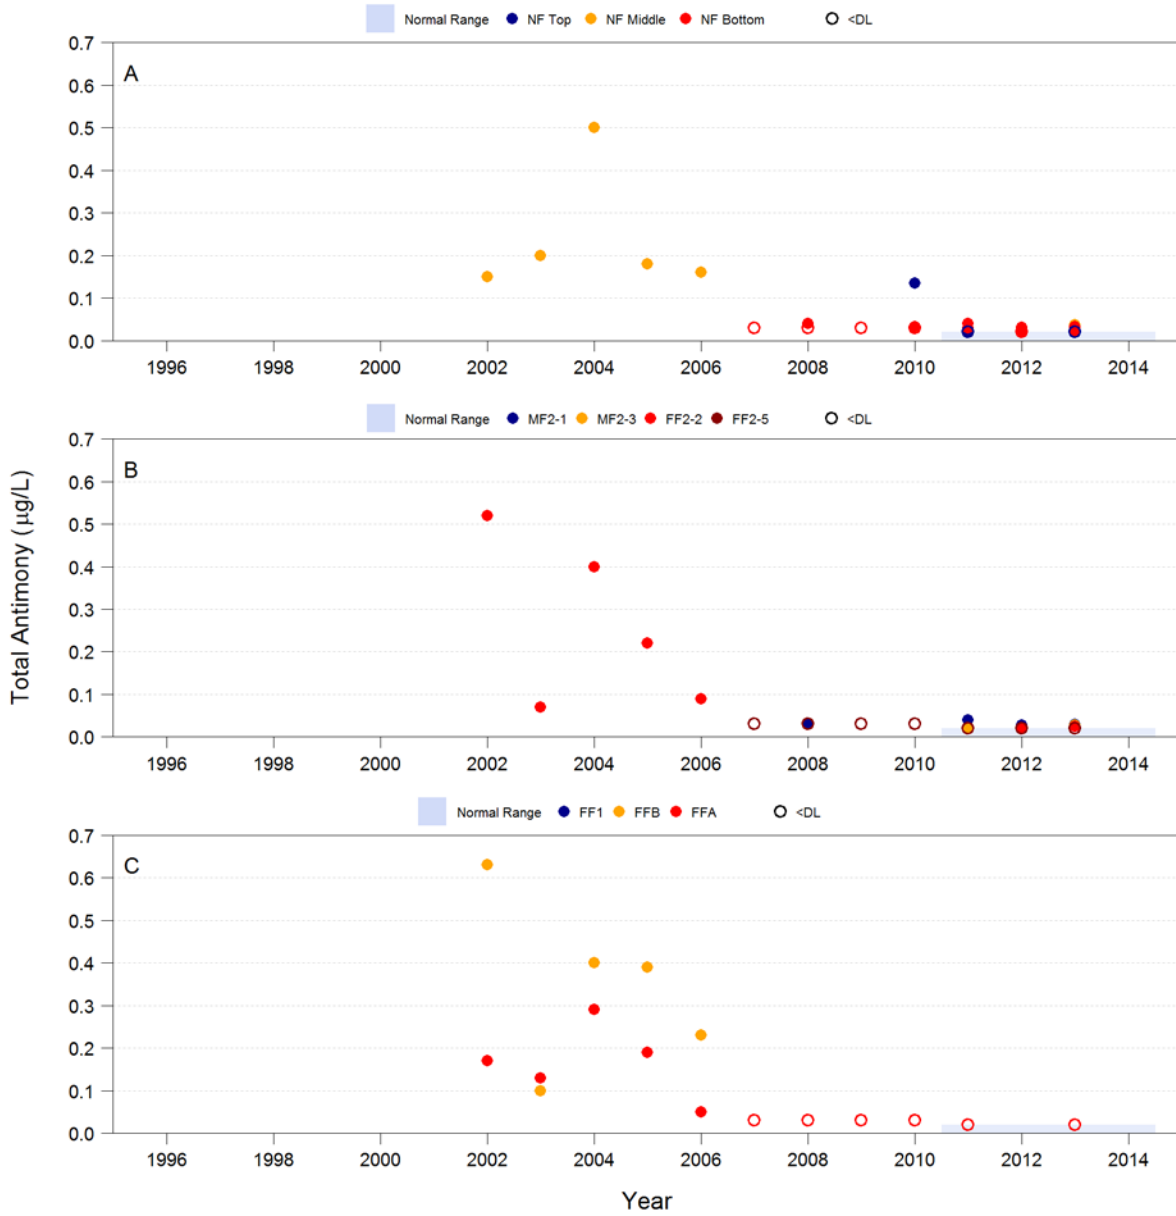 Normal Range NF Top NF Middle NF Bottom <DL
A
0.7
0.6
0.5
0.4
0.3
0.2
0.1
0.0
1996 1998 2000 2002 2004 2006 2008 2010 2012 2014
Normal Range MF2-1 MF2-3 FF2-2 FF2-5 <DL
B
0.7
0.6
0.5
0.4
0.3
0.2
0.1
0.0
1996 1998 2000 2002 2004 2006 2008 2010 2012 2014
Total Antimony (µg/L)
Normal Range FF1 FFB FFA <DL
C
0.7
0.6
0.5
0.4
0.3
0.2
0.1
0.0
1996 1998 2000 2002 2004 2006 2008 2010 2012 2014
Year